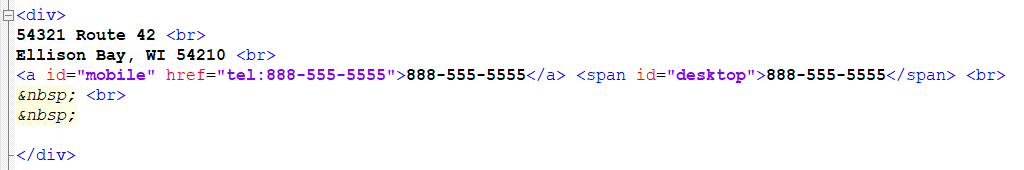 <div>
54321 Route 42 <br>
Ellison Bay, WI 54210 <br>
<a id="mobile" href="tel:888-555-5555">888-555-5555</a> <span id="desktop">888-555-5555</span> <br>
&nbsp; <br>
&nbsp;
</div>